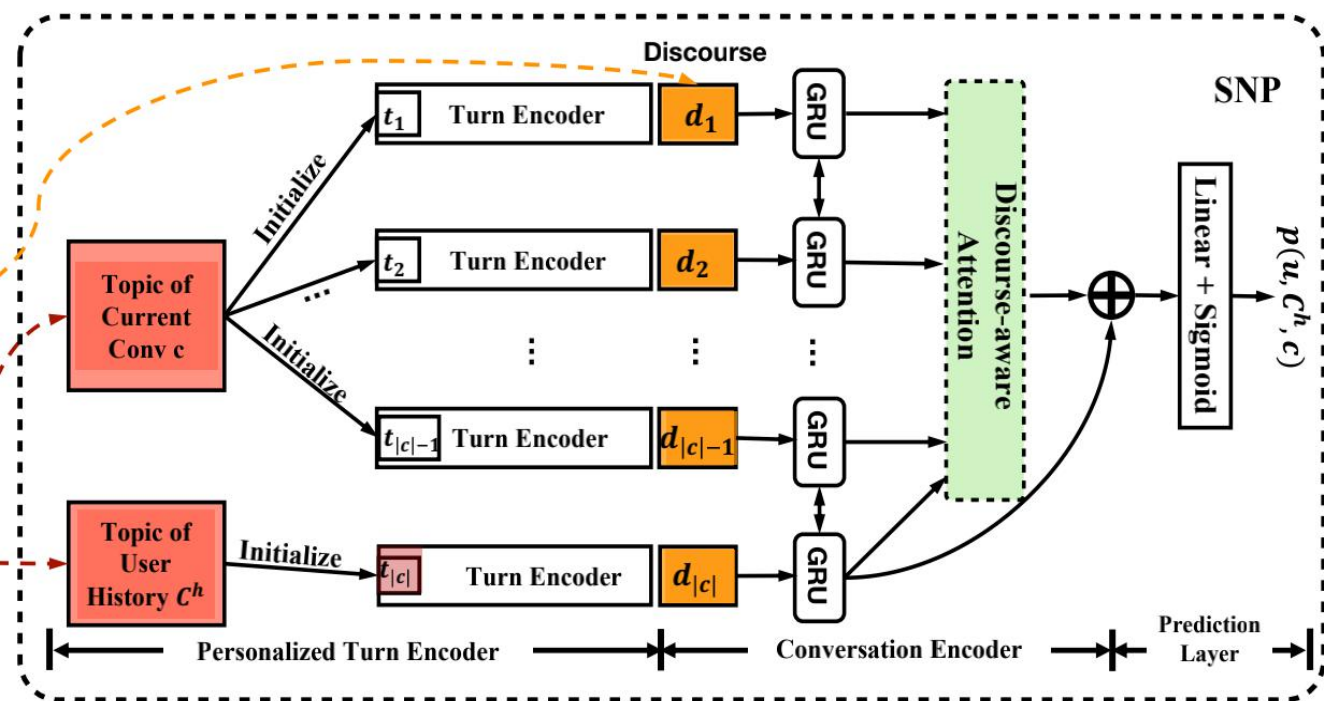 Discourse
SNP
t₁ Turn Encoder
d₁
GRU
Initialize
t₂ Turn Encoder
d₂
GRU
...
Topic of
Current
Conv c
Initialize
⋮ ⋮ ⋮
Discourse-aware
Attention
Linear + Sigmoid
p(u, Cʰ, c)
t|c|−1 Turn Encoder
d|c|−1
GRU
Topic of
User
History Cʰ
Initialize
t|c| Turn Encoder
d|c|
GRU
Personalized Turn Encoder
Conversation Encoder
Prediction
Layer